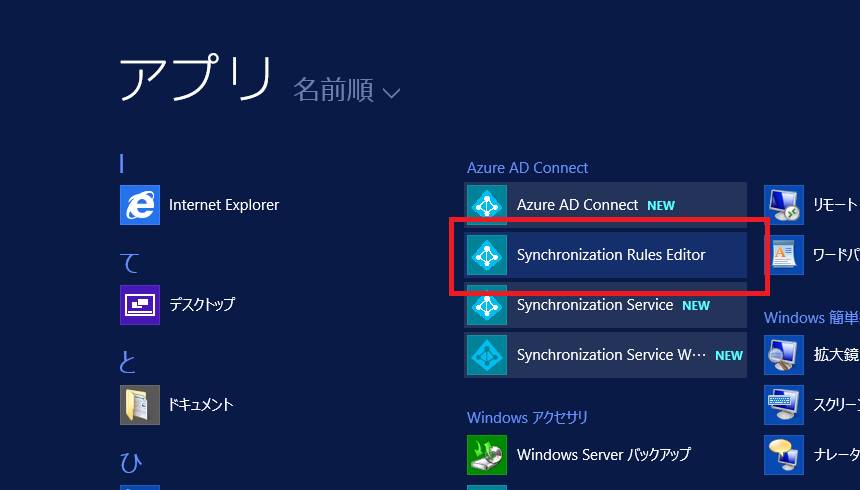 アプリ 名前順
I
Internet Explorer
て
デスクトップ
と
ドキュメント
ひ
Azure AD Connect
Azure AD Connect NEW
Synchronization Rules Editor
Synchronization Service NEW
Synchronization Service W… NEW
Windows アクセサリ
Windows Server バックアップ
リモート
ワードパ
Windows 簡単
拡大鏡
スクリーン
ナレータ